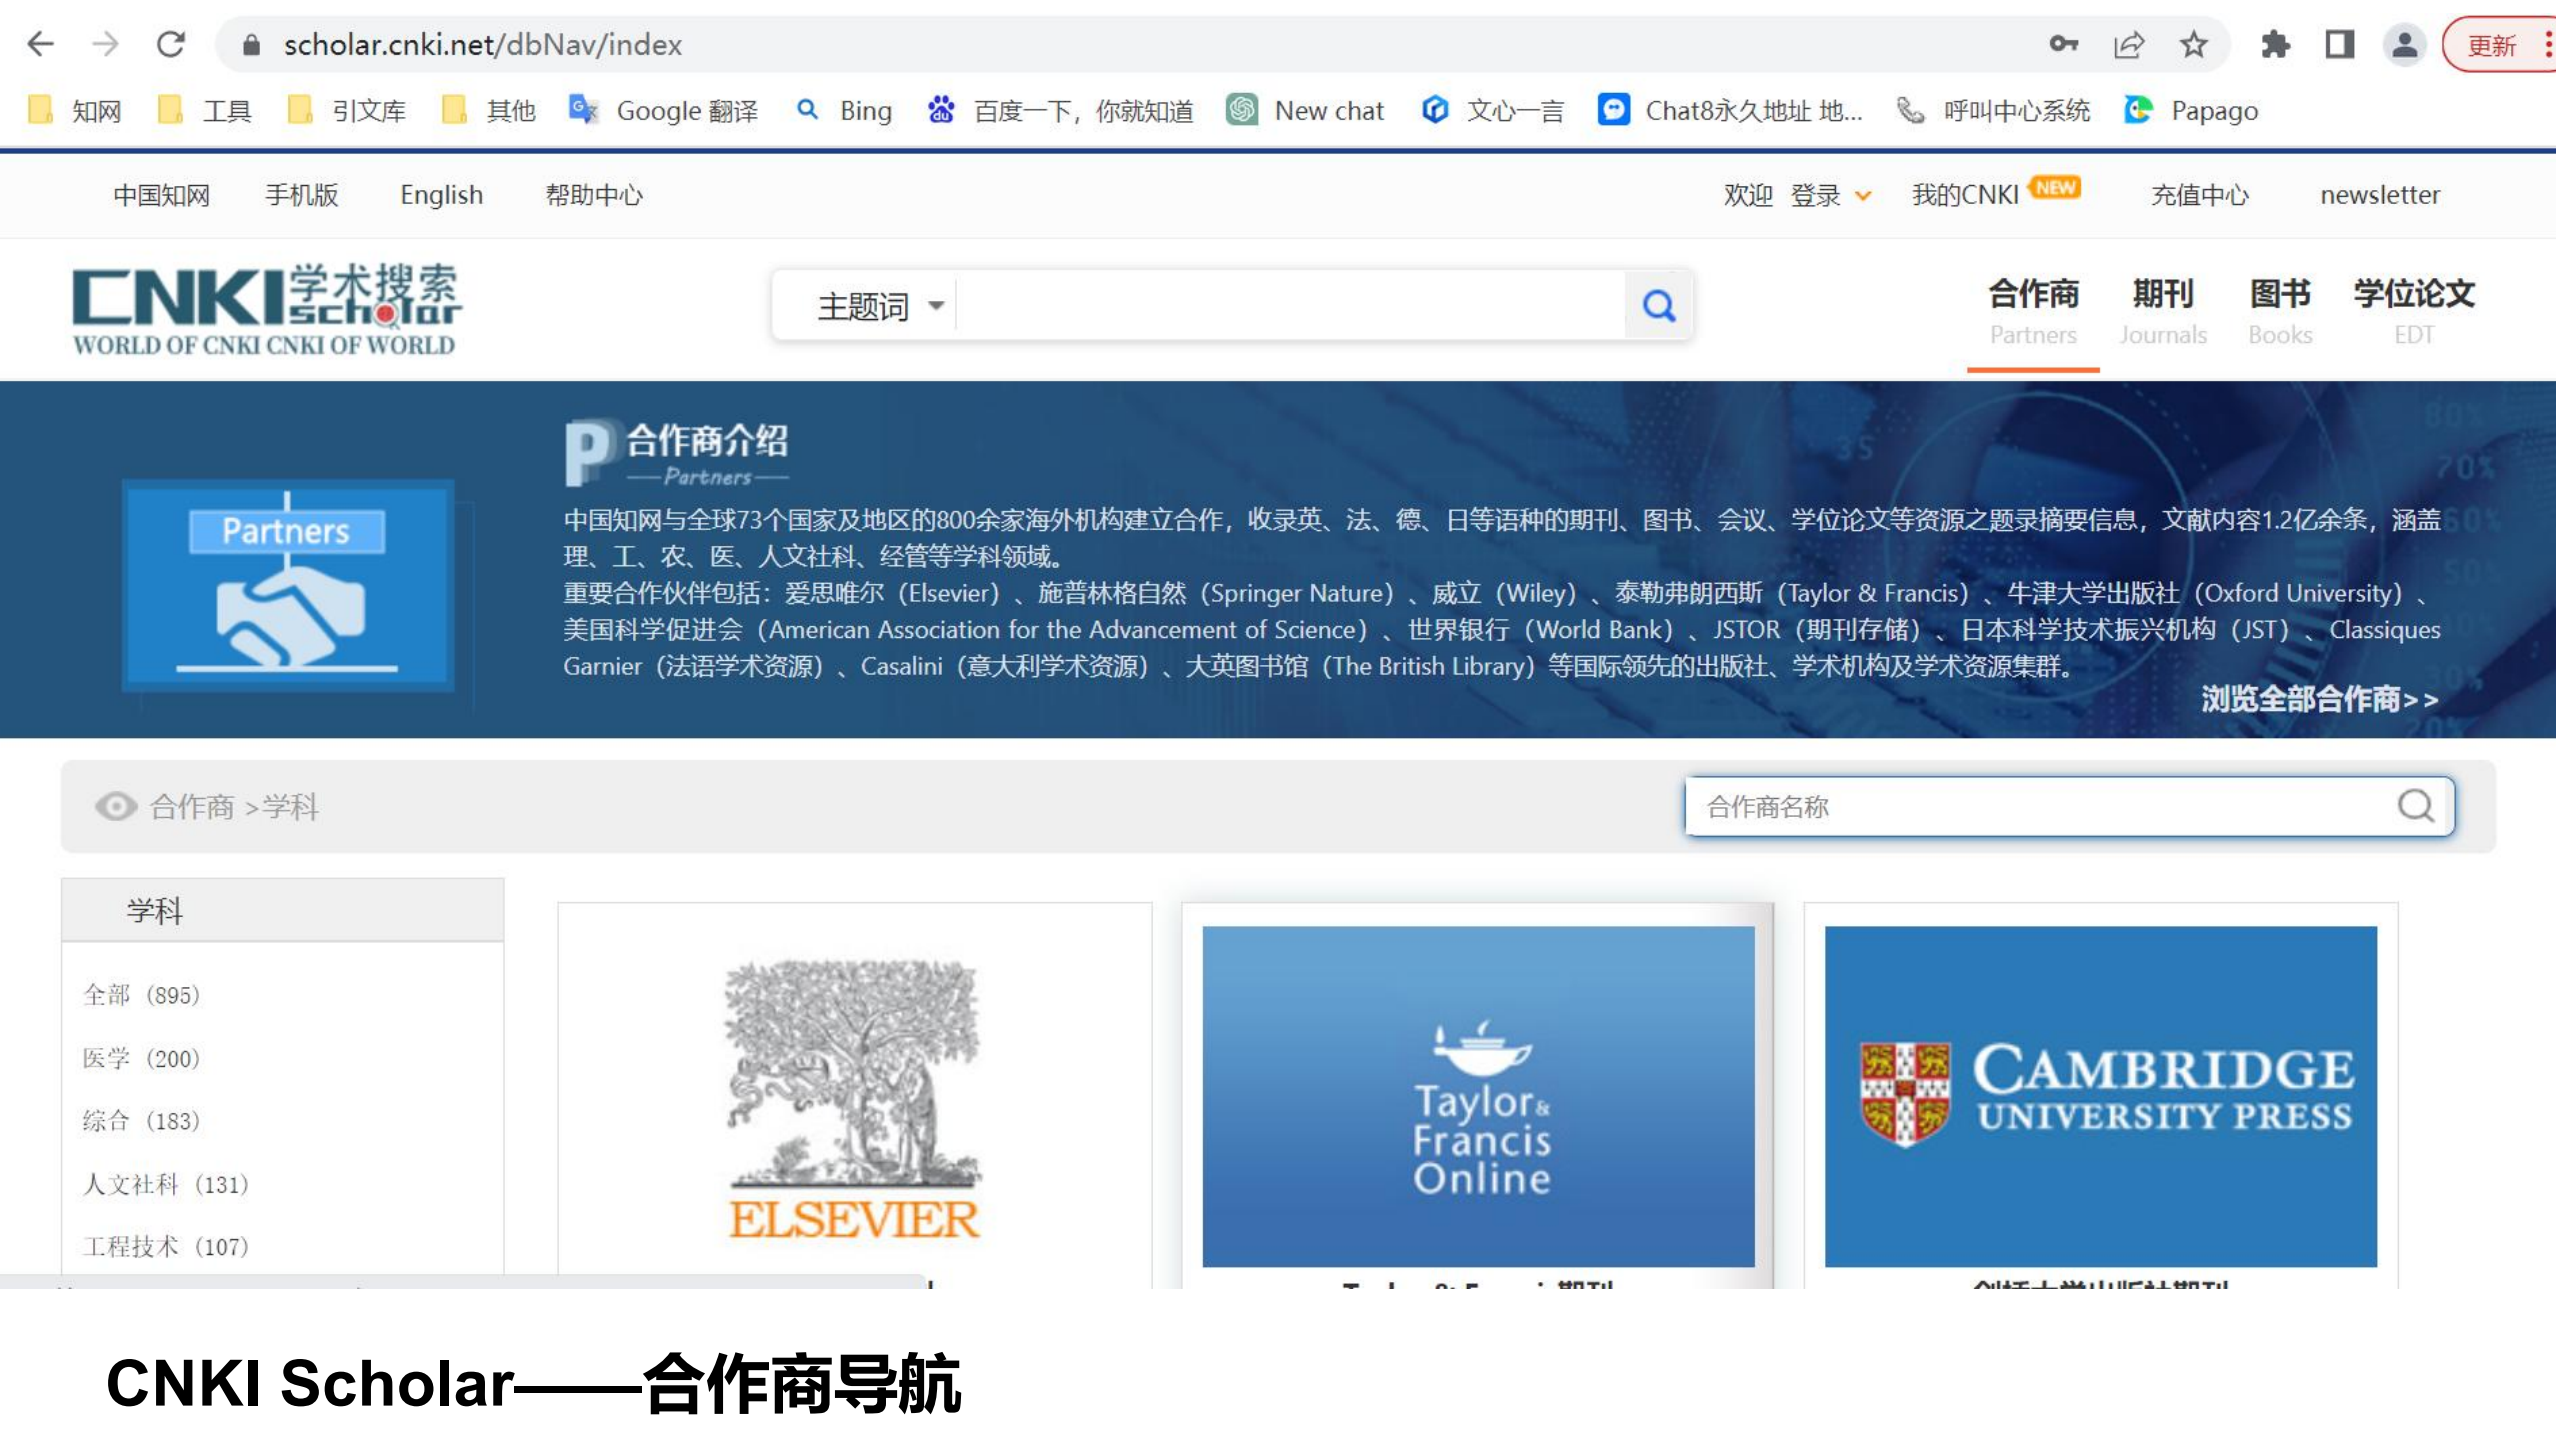 scholar.cnki.net/dbNav/index
更新
知网 工具 引文库 其他 Google 翻译 Bing 百度一下，你就知道 New chat 文心一言 Chat8永久地址 地... 呼叫中心系统 Papago
中国知网 手机版 English 帮助中心 欢迎 登录 我的CNKI NEW 充值中心 newsletter
CNKI学术搜索
scholar
WORLD OF CNKI CNKI OF WORLD
主题词
合作商 期刊 图书 学位论文
Partners Journals Books EDT
P 合作商介绍
Partners
Partners
中国知网与全球73个国家及地区的800余家海外机构建立合作，收录英、法、德、日等语种的期刊、图书、会议、学位论文等资源之题录摘要信息，文献内容1.2亿余条，涵盖
理、工、农、医、人文社科、经管等学科领域。
重要合作伙伴包括：爱思唯尔（Elsevier）、施普林格自然（Springer Nature）、威立（Wiley）、泰勒弗朗西斯（Taylor & Francis）、牛津大学出版社（Oxford University）、
美国科学促进会（American Association for the Advancement of Science）、世界银行（World Bank）、JSTOR（期刊存储）、日本科学技术振兴机构（JST）、Classiques
Garnier（法语学术资源）、Casalini（意大利学术资源）、大英图书馆（The British Library）等国际领先的出版社、学术机构及学术资源集群。
浏览全部合作商>>
合作商 >学科
合作商名称
学科
全部 (895)
医学 (200)
综合 (183)
人文社科 (131)
工程技术 (107)
ELSEVIER
Taylor &
Francis
Online
CAMBRIDGE
UNIVERSITY PRESS
CNKI Scholar——合作商导航